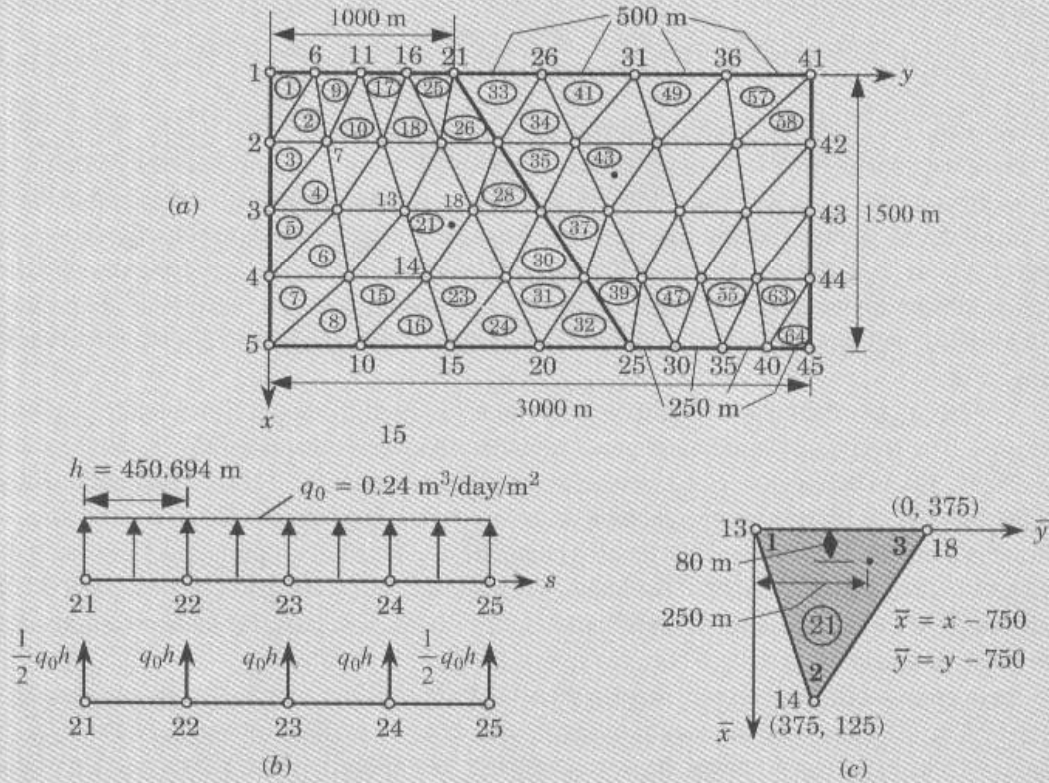 1000 m 500 m
1 6 11 16 21 26 31 36 41 y
1 9 17 25 33 41 49 57
2 10 18 26 34 58
2 7 42
3 35 43
4 13 18 28
3 43 1500 m
(a)
5 21 37
6 14 30
4 44
7 15 23 31 39 47 55 63
8 16 24 32 64
5 10 15 20 25 30 35 40 45
3000 m 250 m
x
15
h = 450.694 m
q₀ = 0.24 m³/day/m²
s
21 22 23 24 25
½q₀h q₀h q₀h q₀h ½q₀h
21 22 23 24 25
(b)
(0, 375)
13 1 3 18 y̅
80 m
250 m
21 x̅ = x − 750
2 y̅ = y − 750
14 (375, 125)
x̅
(c)